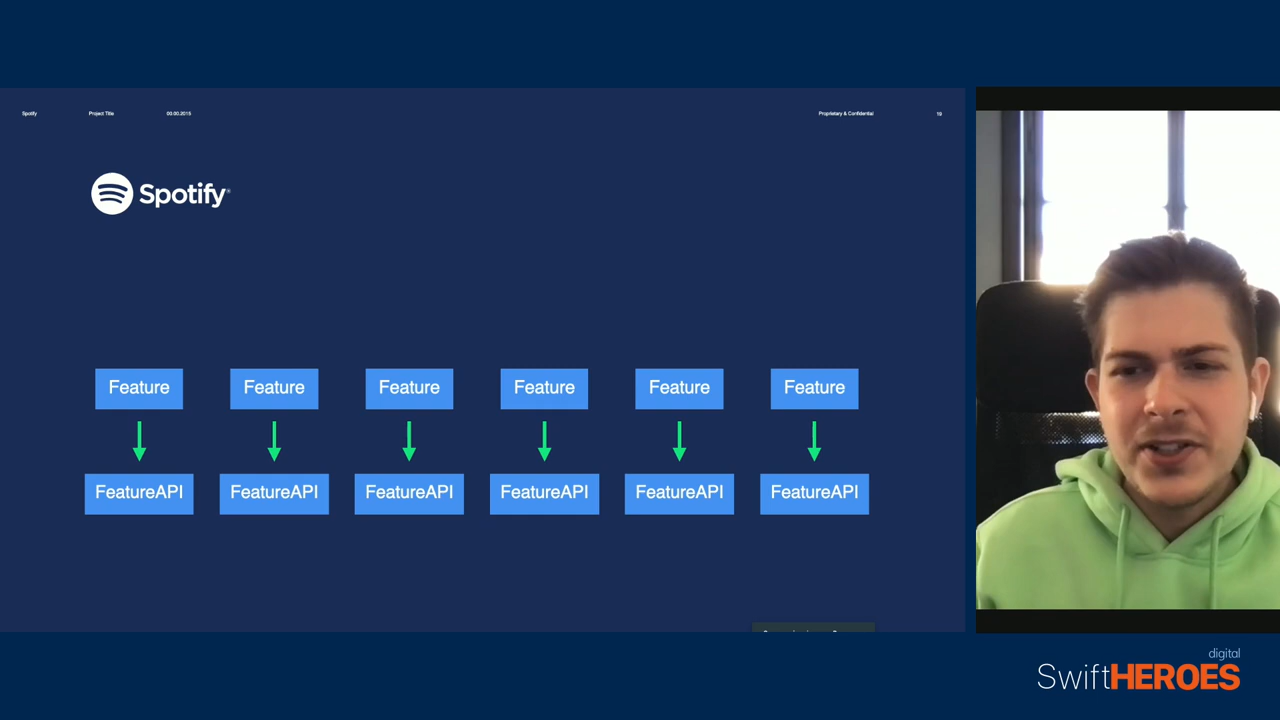 Spotify Project Title 00.00.2015 Proprietary & Confidential 19
Spotify®
Feature Feature Feature Feature Feature Feature
FeatureAPI FeatureAPI FeatureAPI FeatureAPI FeatureAPI FeatureAPI
digital
SwiftHEROES